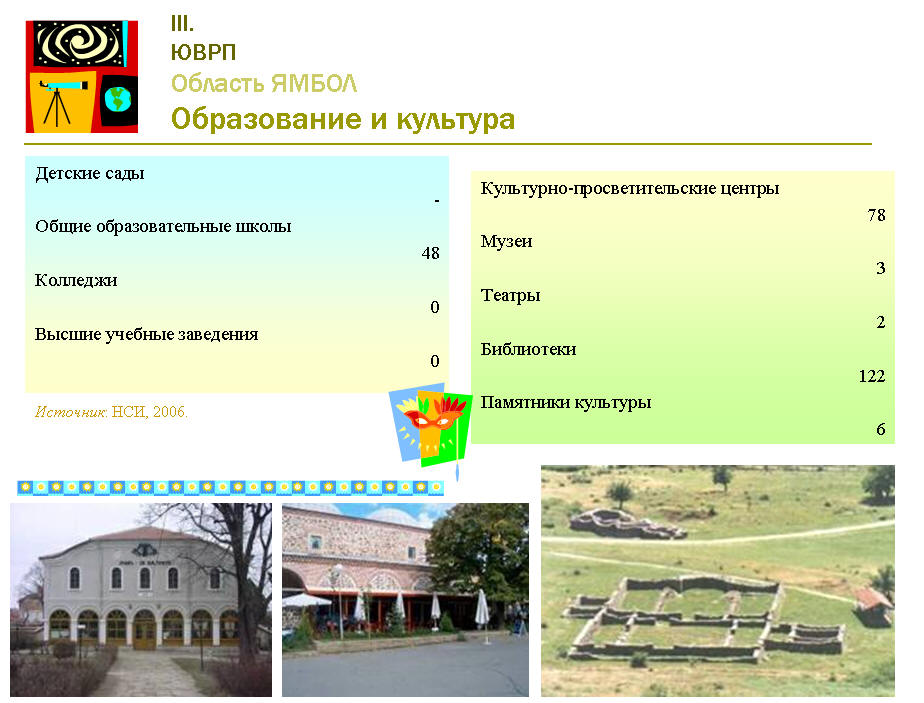 III.
ЮВРП
Область ЯМБОЛ
Образование и культура
Детские сады
-
Общие образовательные школы
48
Колледжи
0
Высшие учебные заведения
0
Источник: НСИ, 2006.
Культурно-просветительские центры
78
Музеи
3
Театры
2
Библиотеки
122
Памятники культуры
6